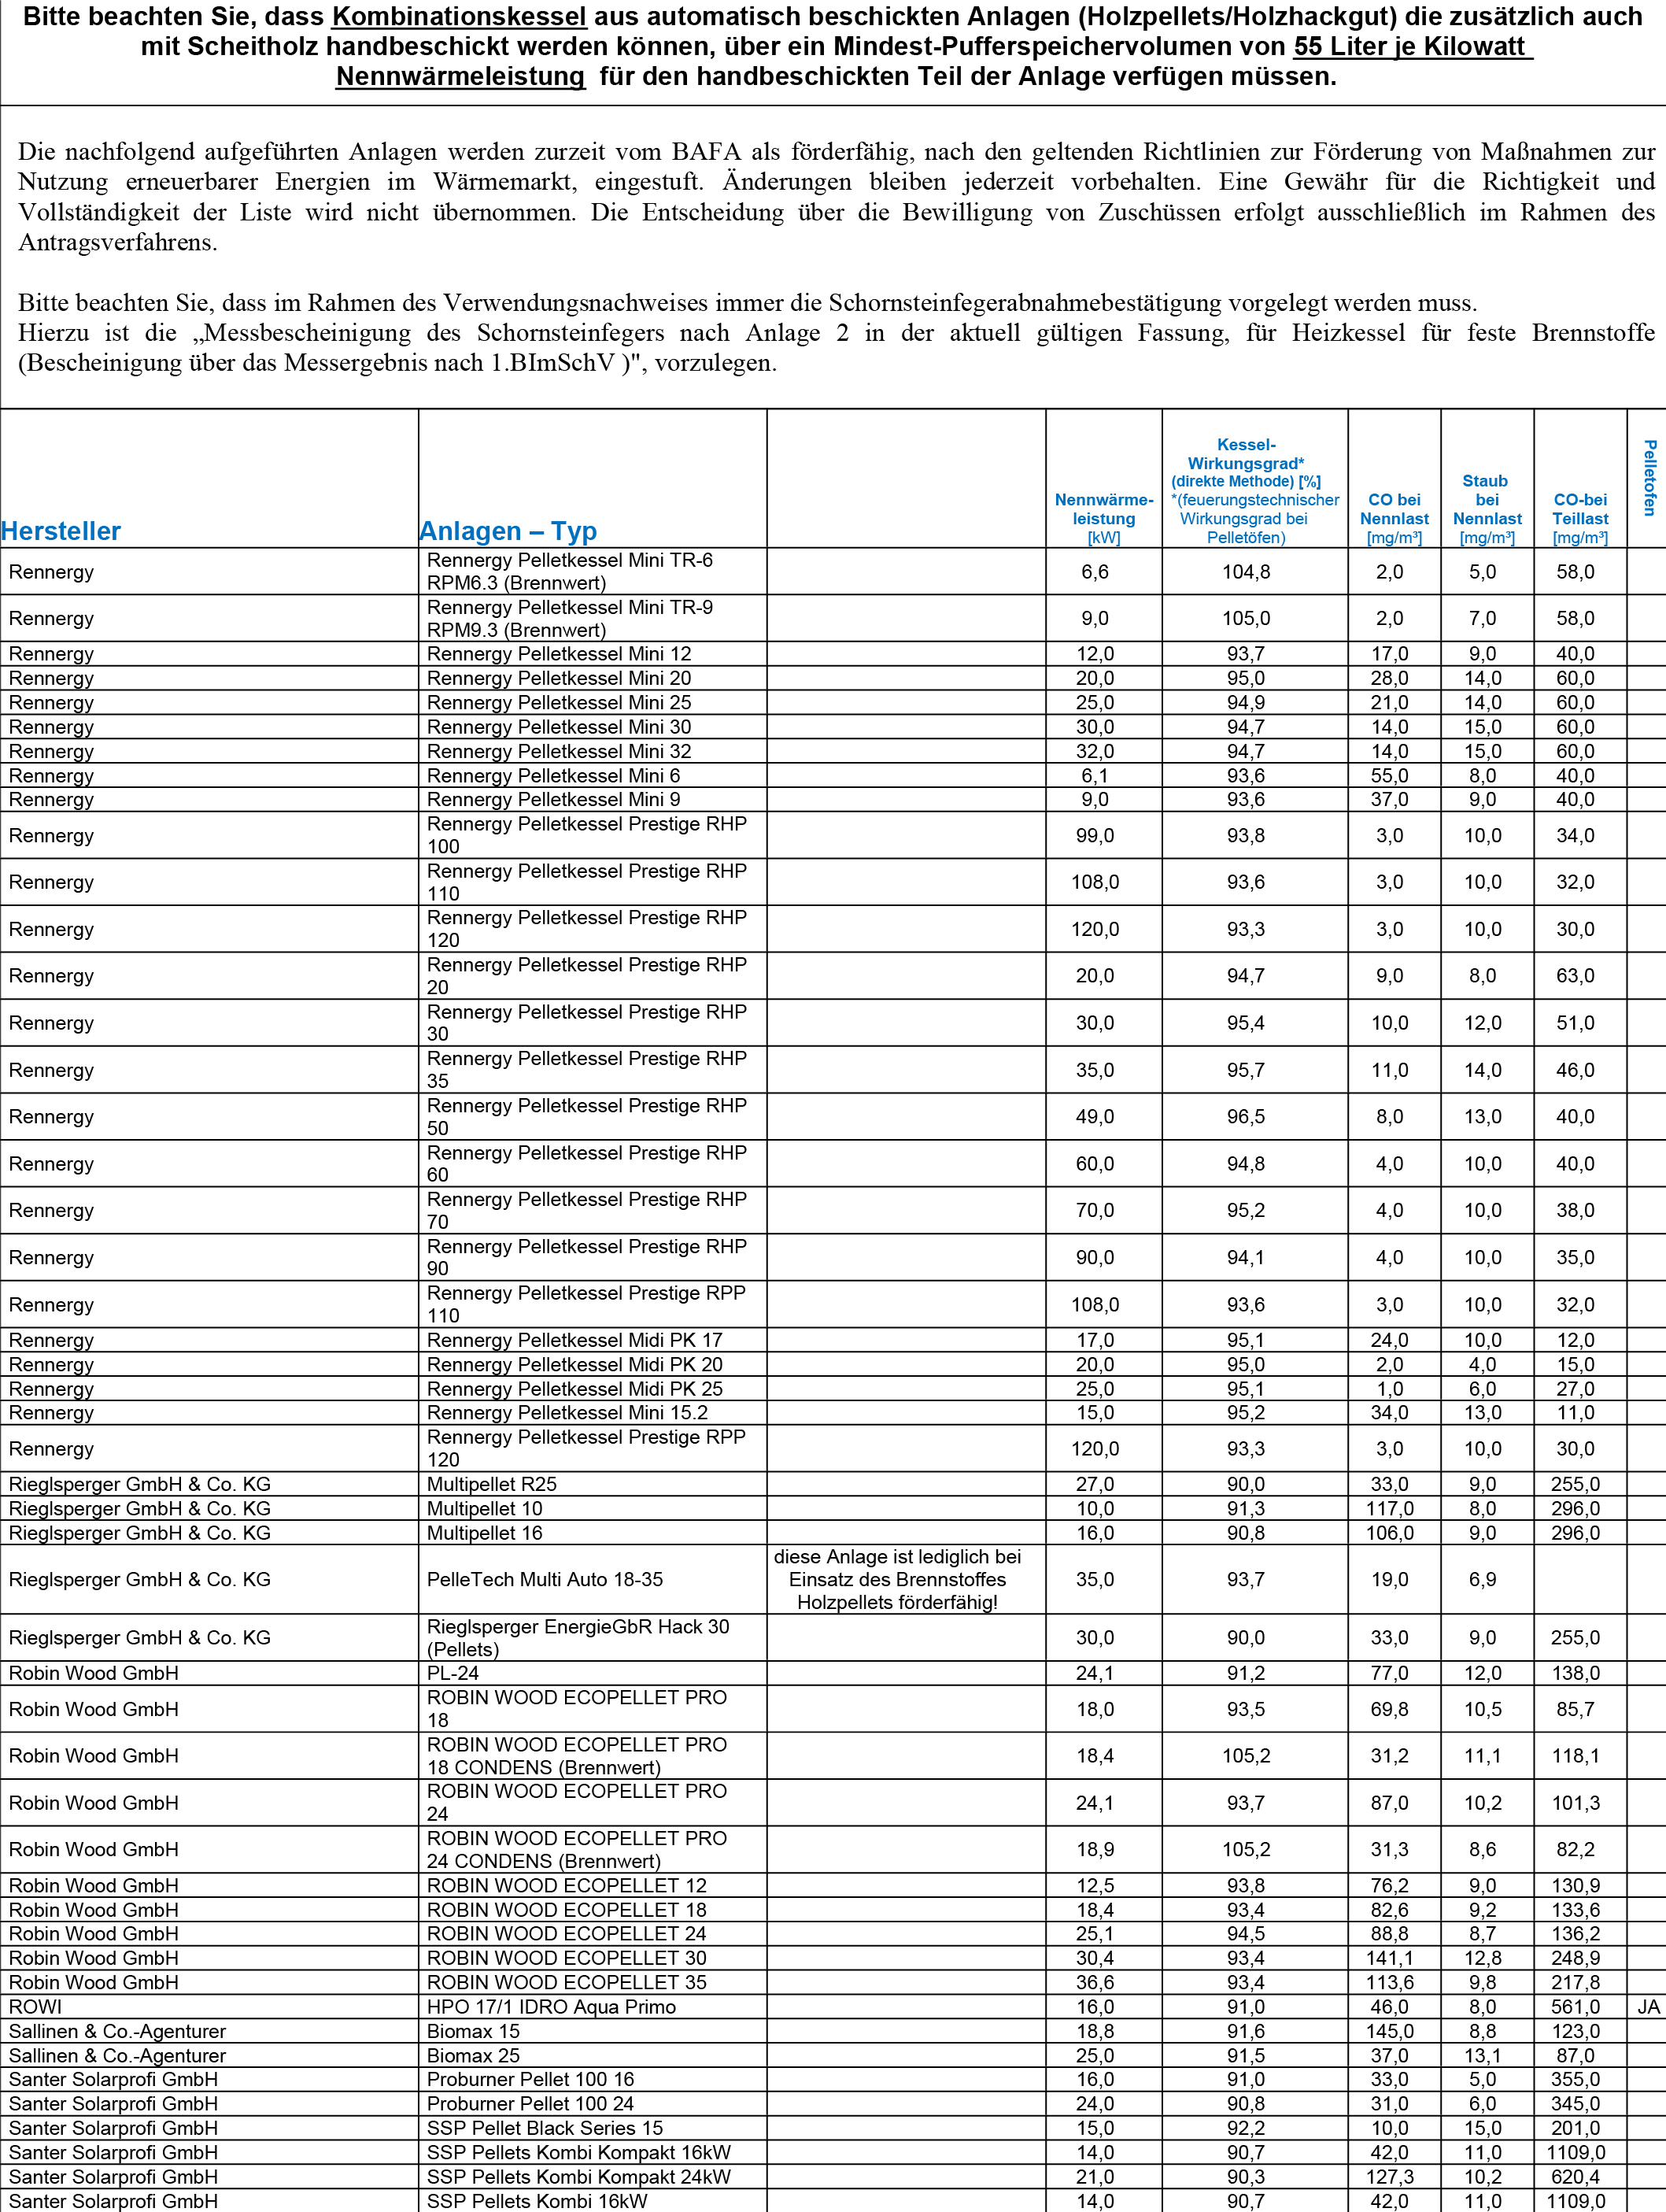 Bitte beachten Sie, dass Kombinationskessel aus automatisch beschickten Anlagen (Holzpellets/Holzhackgut) die zusätzlich auch
mit Scheitholz handbeschickt werden können, über ein Mindest-Pufferspeichervolumen von 55 Liter je Kilowatt
Nennwärmeleistung für den handbeschickten Teil der Anlage verfügen müssen.
Die nachfolgend aufgeführten Anlagen werden zurzeit vom BAFA als förderfähig, nach den geltenden Richtlinien zur Förderung von Maßnahmen zur
Nutzung erneuerbarer Energien im Wärmemarkt, eingestuft. Änderungen bleiben jederzeit vorbehalten. Eine Gewähr für die Richtigkeit und
Vollständigkeit der Liste wird nicht übernommen. Die Entscheidung über die Bewilligung von Zuschüssen erfolgt ausschließlich im Rahmen des
Antragsverfahrens.
Bitte beachten Sie, dass im Rahmen des Verwendungsnachweises immer die Schornsteinfegerabnahmebestätigung vorgelegt werden muss.
Hierzu ist die „Messbescheinigung des Schornsteinfegers nach Anlage 2 in der aktuell gültigen Fassung, für Heizkessel für feste Brennstoffe
(Bescheinigung über das Messergebnis nach 1.BImSchV )", vorzulegen.
Hersteller
Anlagen – Typ
Nennwärme-
leistung
[kW]
Kessel-
Wirkungsgrad*
(direkte Methode) [%]
*(feuerungstechnischer
Wirkungsgrad bei
Pelletöfen)
CO bei
Nennlast
[mg/m³]
Staub
bei
Nennlast
[mg/m³]
CO-bei
Teillast
[mg/m³]
Pelletofen
Rennergy Rennergy Pelletkessel Mini TR-6
RPM6.3 (Brennwert) 6,6 104,8 2,0 5,0 58,0
Rennergy Rennergy Pelletkessel Mini TR-9
RPM9.3 (Brennwert) 9,0 105,0 2,0 7,0 58,0
Rennergy Rennergy Pelletkessel Mini 12 12,0 93,7 17,0 9,0 40,0
Rennergy Rennergy Pelletkessel Mini 20 20,0 95,0 28,0 14,0 60,0
Rennergy Rennergy Pelletkessel Mini 25 25,0 94,9 21,0 14,0 60,0
Rennergy Rennergy Pelletkessel Mini 30 30,0 94,7 14,0 15,0 60,0
Rennergy Rennergy Pelletkessel Mini 32 32,0 94,7 14,0 15,0 60,0
Rennergy Rennergy Pelletkessel Mini 6 6,1 93,6 55,0 8,0 40,0
Rennergy Rennergy Pelletkessel Mini 9 9,0 93,6 37,0 9,0 40,0
Rennergy Rennergy Pelletkessel Prestige RHP
100 99,0 93,8 3,0 10,0 34,0
Rennergy Rennergy Pelletkessel Prestige RHP
110 108,0 93,6 3,0 10,0 32,0
Rennergy Rennergy Pelletkessel Prestige RHP
120 120,0 93,3 3,0 10,0 30,0
Rennergy Rennergy Pelletkessel Prestige RHP
20 20,0 94,7 9,0 8,0 63,0
Rennergy Rennergy Pelletkessel Prestige RHP
30 30,0 95,4 10,0 12,0 51,0
Rennergy Rennergy Pelletkessel Prestige RHP
35 35,0 95,7 11,0 14,0 46,0
Rennergy Rennergy Pelletkessel Prestige RHP
50 49,0 96,5 8,0 13,0 40,0
Rennergy Rennergy Pelletkessel Prestige RHP
60 60,0 94,8 4,0 10,0 40,0
Rennergy Rennergy Pelletkessel Prestige RHP
70 70,0 95,2 4,0 10,0 38,0
Rennergy Rennergy Pelletkessel Prestige RHP
90 90,0 94,1 4,0 10,0 35,0
Rennergy Rennergy Pelletkessel Prestige RPP
110 108,0 93,6 3,0 10,0 32,0
Rennergy Rennergy Pelletkessel Midi PK 17 17,0 95,1 24,0 10,0 12,0
Rennergy Rennergy Pelletkessel Midi PK 20 20,0 95,0 2,0 4,0 15,0
Rennergy Rennergy Pelletkessel Midi PK 25 25,0 95,1 1,0 6,0 27,0
Rennergy Rennergy Pelletkessel Mini 15.2 15,0 95,2 34,0 13,0 11,0
Rennergy Rennergy Pelletkessel Prestige RPP
120 120,0 93,3 3,0 10,0 30,0
Rieglsperger GmbH & Co. KG Multipellet R25 27,0 90,0 33,0 9,0 255,0
Rieglsperger GmbH & Co. KG Multipellet 10 10,0 91,3 117,0 8,0 296,0
Rieglsperger GmbH & Co. KG Multipellet 16 16,0 90,8 106,0 9,0 296,0
Rieglsperger GmbH & Co. KG PelleTech Multi Auto 18-35 diese Anlage ist lediglich bei
Einsatz des Brennstoffes
Holzpellets förderfähig! 35,0 93,7 19,0 6,9
Rieglsperger GmbH & Co. KG Rieglsperger EnergieGbR Hack 30
(Pellets) 30,0 90,0 33,0 9,0 255,0
Robin Wood GmbH PL-24 24,1 91,2 77,0 12,0 138,0
Robin Wood GmbH ROBIN WOOD ECOPELLET PRO
18 18,0 93,5 69,8 10,5 85,7
Robin Wood GmbH ROBIN WOOD ECOPELLET PRO
18 CONDENS (Brennwert) 18,4 105,2 31,2 11,1 118,1
Robin Wood GmbH ROBIN WOOD ECOPELLET PRO
24 24,1 93,7 87,0 10,2 101,3
Robin Wood GmbH ROBIN WOOD ECOPELLET PRO
24 CONDENS (Brennwert) 18,9 105,2 31,3 8,6 82,2
Robin Wood GmbH ROBIN WOOD ECOPELLET 12 12,5 93,8 76,2 9,0 130,9
Robin Wood GmbH ROBIN WOOD ECOPELLET 18 18,4 93,4 82,6 9,2 133,6
Robin Wood GmbH ROBIN WOOD ECOPELLET 24 25,1 94,5 88,8 8,7 136,2
Robin Wood GmbH ROBIN WOOD ECOPELLET 30 30,4 93,4 141,1 12,8 248,9
Robin Wood GmbH ROBIN WOOD ECOPELLET 35 36,6 93,4 113,6 9,8 217,8
ROWI HPO 17/1 IDRO Aqua Primo 16,0 91,0 46,0 8,0 561,0 JA
Sallinen & Co.-Agenturer Biomax 15 18,8 91,6 145,0 8,8 123,0
Sallinen & Co.-Agenturer Biomax 25 25,0 91,5 37,0 13,1 87,0
Santer Solarprofi GmbH Proburner Pellet 100 16 16,0 91,0 33,0 5,0 355,0
Santer Solarprofi GmbH Proburner Pellet 100 24 24,0 90,8 31,0 6,0 345,0
Santer Solarprofi GmbH SSP Pellet Black Series 15 15,0 92,2 10,0 15,0 201,0
Santer Solarprofi GmbH SSP Pellets Kombi Kompakt 16kW 14,0 90,7 42,0 11,0 1109,0
Santer Solarprofi GmbH SSP Pellets Kombi Kompakt 24kW 21,0 90,3 127,3 10,2 620,4
Santer Solarprofi GmbH SSP Pellets Kombi 16kW 14,0 90,7 42,0 11,0 1109,0